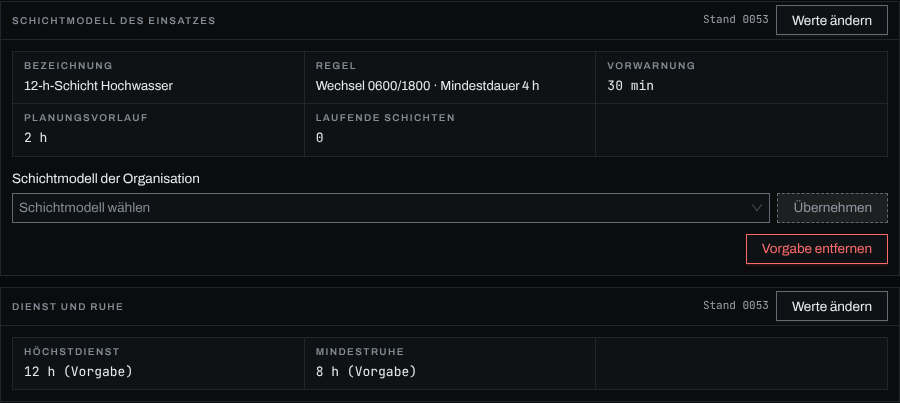 SCHICHTMODELL DES EINSATZES
Stand 0053
Werte ändern
BEZEICHNUNG
12-h-Schicht Hochwasser
REGEL
Wechsel 0600/1800 · Mindestdauer 4 h
VORWARNUNG
30 min
PLANUNGSVORLAUF
2 h
LAUFENDE SCHICHTEN
0
Schichtmodell der Organisation
Schichtmodell wählen
Übernehmen
Vorgabe entfernen
DIENST UND RUHE
Stand 0053
Werte ändern
HÖCHSTDIENST
12 h (Vorgabe)
MINDESTRUHE
8 h (Vorgabe)